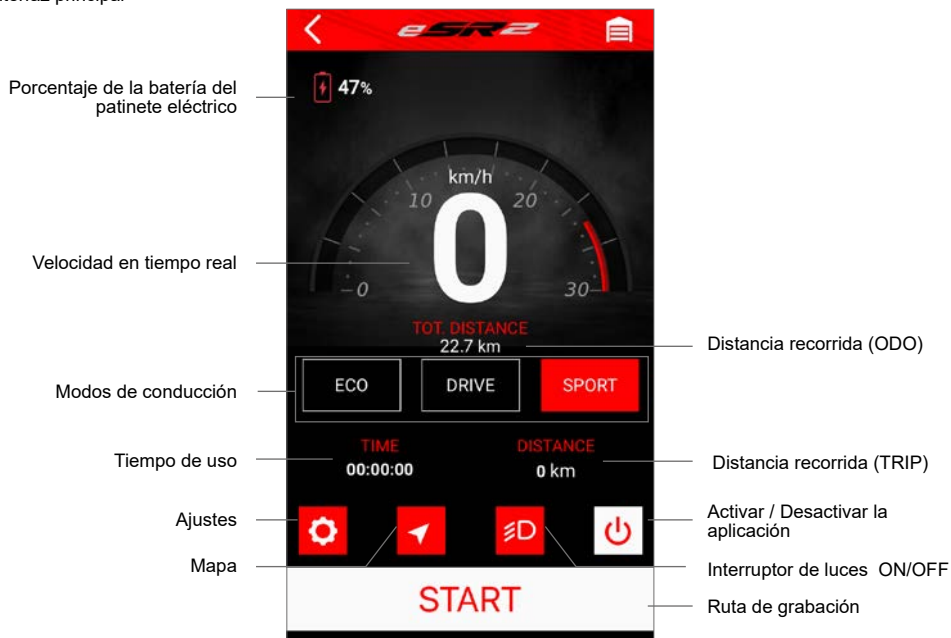 eSR2
Porcentaje de la batería del
patinete eléctrico
47%
km/h
10
20
0
Velocidad en tiempo real
0
30
TOT. DISTANCE
22.7 km
Distancia recorrida (ODO)
Modos de conducción
ECO
DRIVE
SPORT
TIME
DISTANCE
Tiempo de uso
00:00:00
0 km
Distancia recorrida (TRIP)
Ajustes
Activar / Desactivar la
aplicación
Mapa
Interruptor de luces ON/OFF
START
Ruta de grabación